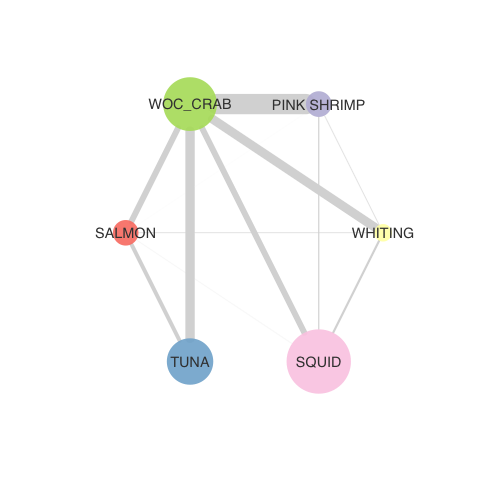 WOC_CRAB
PINK SHRIMP
SALMON
WHITING
TUNA
SQUID